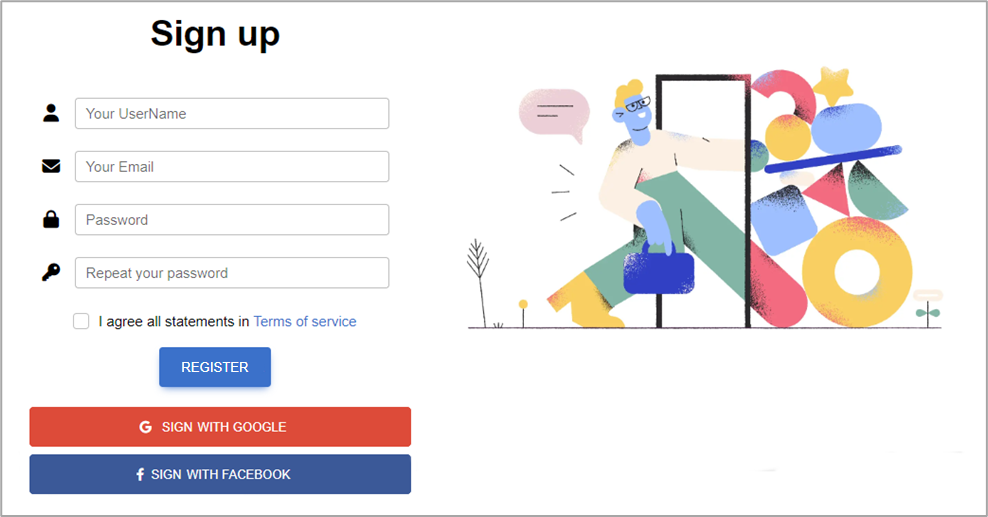 Sign up
Your UserName
Your Email
Password
Repeat your password
I agree all statements in Terms of service
REGISTER
SIGN WITH GOOGLE
SIGN WITH FACEBOOK